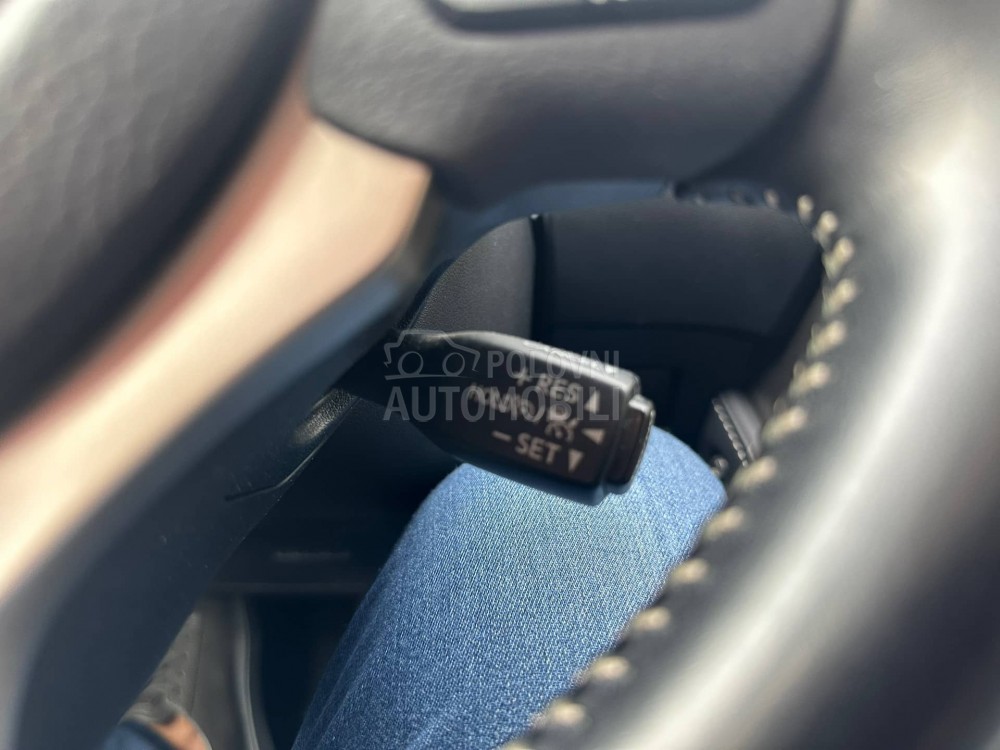 POLOVNI
AUTOMOBILI
+ RES ▲
- SET ▼